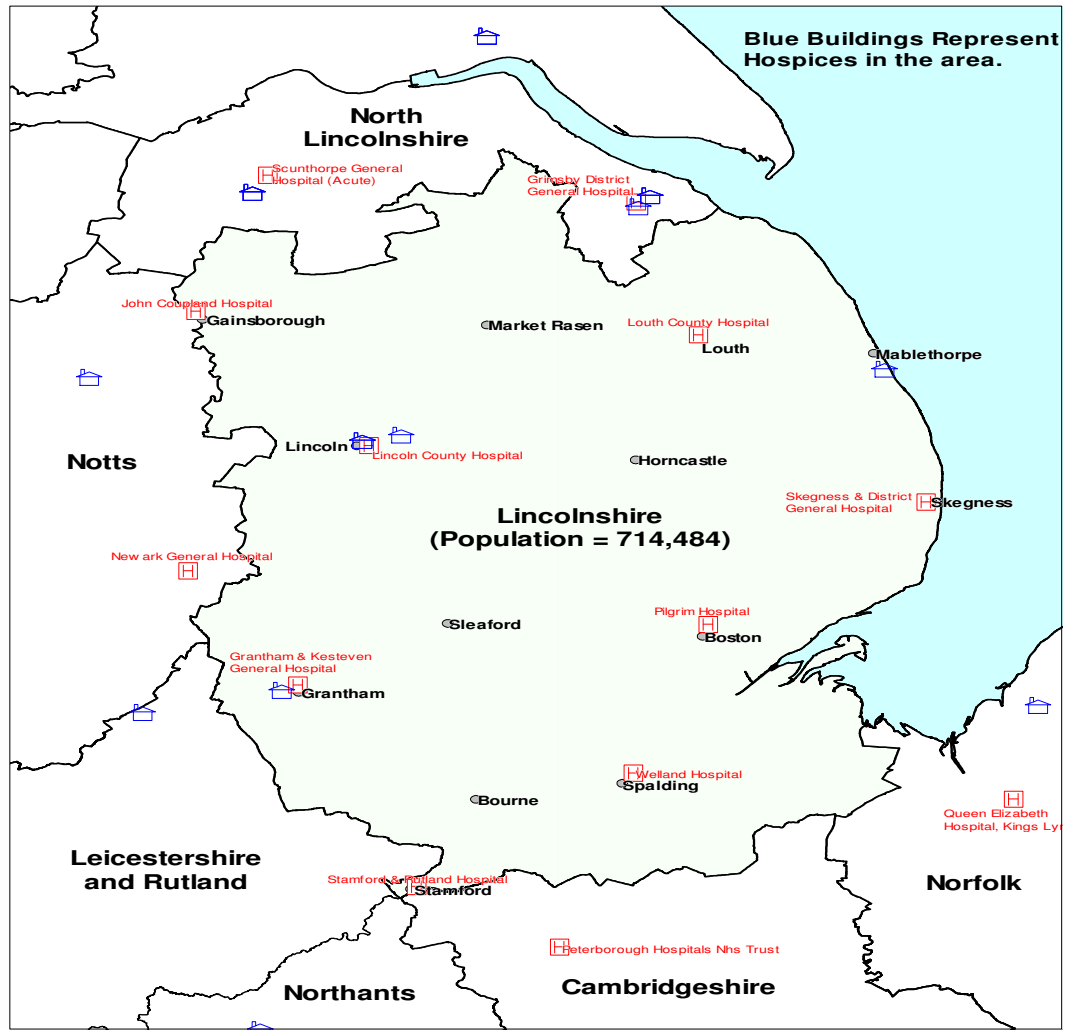 Blue Buildings Represent
Hospices in the area.
North
Lincolnshire
Scunthorpe General
Hospital (Acute)
Grimsby District
General Hospital
John Coupland Hospital
Gainsborough
Market Rasen
Louth County Hospital
Louth
Mablethorpe
Lincoln
Lincoln County Hospital
Notts
Horncastle
Skegness & District
General Hospital
Skegness
Lincolnshire
(Population = 714,484)
New ark General Hospital
Pilgrim Hospital
Boston
Sleaford
Grantham & Kesteven
General Hospital
Grantham
Welland Hospital
Spalding
Bourne
Queen Elizabeth
Hospital, Kings Lyn
Leicestershire
and Rutland
Stamford & Rutland Hospital
Stamford
Norfolk
Peterborough Hospitals Nhs Trust
Northants
Cambridgeshire